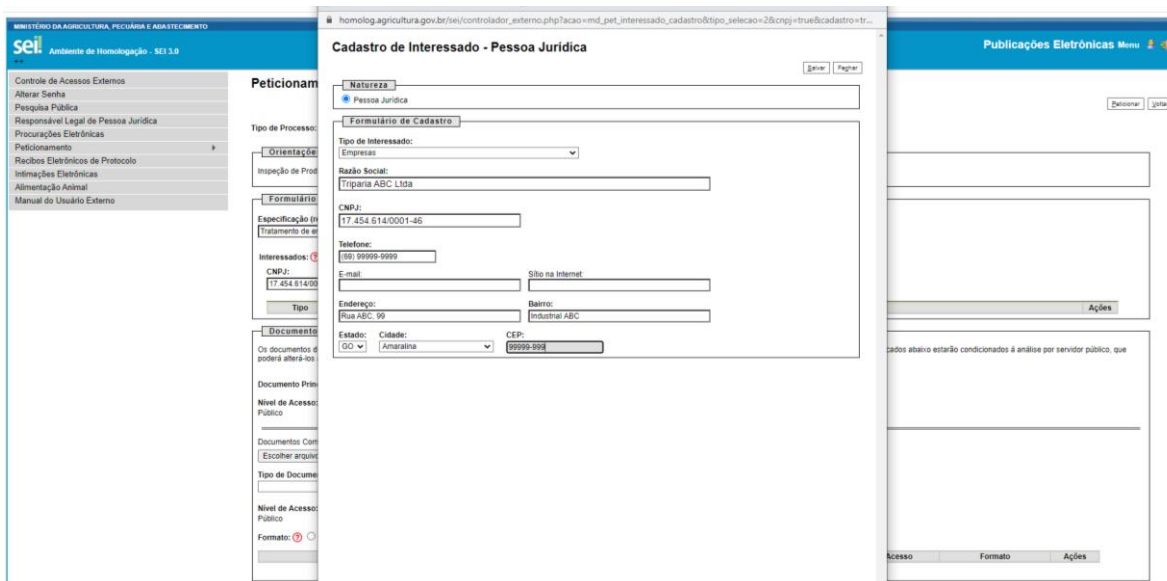 MINISTÉRIO DA AGRICULTURA, PECUÁRIA E ABASTECIMENTO
sei! Ambiente de Homologação - SEI 3.0
Publicações Eletrônicas Menu
Controle de Acessos Externos
Alterar Senha
Pesquisa Pública
Responsável Legal de Pessoa Jurídica
Procurações Eletrônicas
Peticionamento
Recibos Eletrônicos de Protocolo
Intimações Eletrônicas
Alimentação Animal
Manual do Usuário Externo
Peticionam
Peticionar Volta
Tipo de Processo:
Orientaçõe
Inspeção de Prod
Formulário
Especificação (re
Tratamento de e
Interessados:
CNPJ:
17.454.614/00
Tipo
Ações
Documento
Os documentos d
cados abaixo estarão condicionados à análise por servidor público, que
poderá alterá-los
Documento Prin
Nível de Acesso:
Público
Documentos Com
Escolher arquivo
Tipo de Docume
Nível de Acesso:
Público
Formato:
Acesso Formato Ações
homolog.agricultura.gov.br/sei/controlador_externo.php?acao=md_pet_interessado_cadastro&tipo_selecao=2&cnpj=true&cadastro=tr...
Cadastro de Interessado - Pessoa Jurídica
Salvar Fechar
Natureza
Pessoa Jurídica
Formulário de Cadastro
Tipo de Interessado:
Empresas
Razão Social:
Triparia ABC Ltda
CNPJ:
17.454.614/0001-46
Telefone:
(69) 99999-9999
E-mail: Sítio na Internet:
Endereço: Bairro:
Rua ABC, 99 Industrial ABC
Estado: Cidade: CEP:
GO Amaralina 99999-999